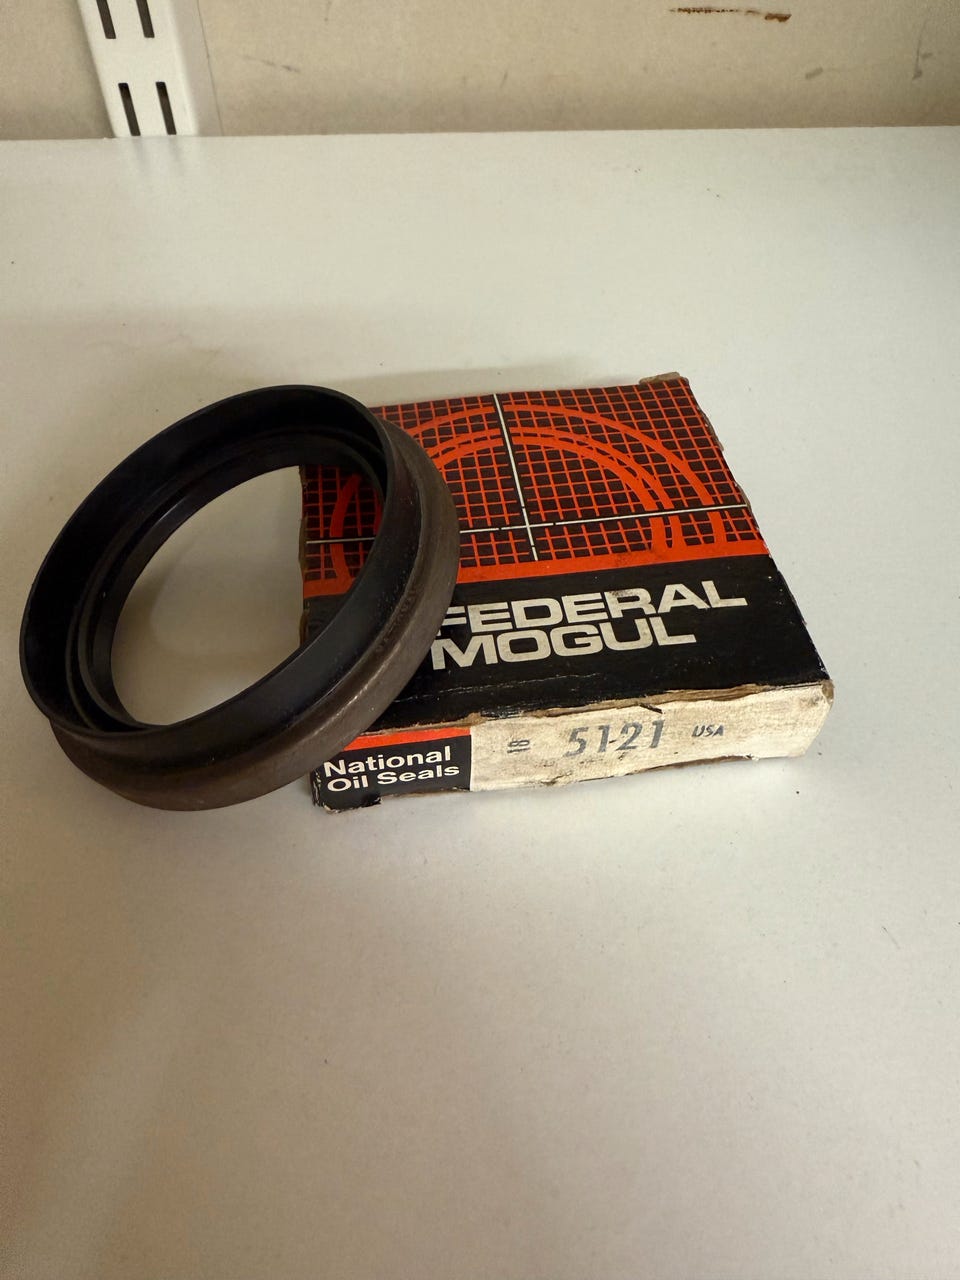 FEDERAL
MOGUL
National
Oil Seals
18 5121 USA